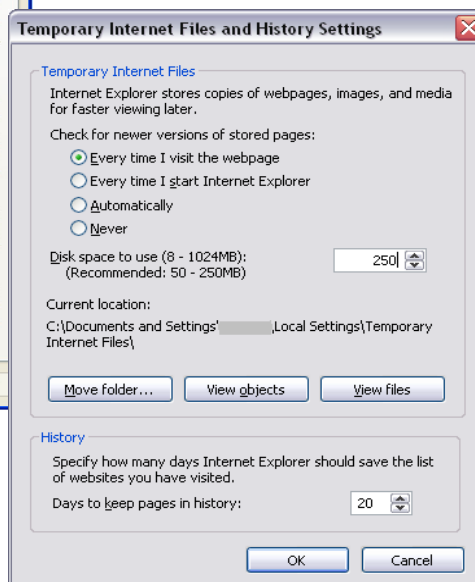 Temporary Internet Files and History Settings
Temporary Internet Files
Internet Explorer stores copies of webpages, images, and media
for faster viewing later.
Check for newer versions of stored pages:
Every time I visit the webpage
Every time I start Internet Explorer
Automatically
Never
Disk space to use (8 - 1024MB): 250
(Recommended: 50 - 250MB)
Current location:
C:\Documents and Settings' ,Local Settings\Temporary
Internet Files\
Move folder... View objects View files
History
Specify how many days Internet Explorer should save the list
of websites you have visited.
Days to keep pages in history: 20
OK Cancel